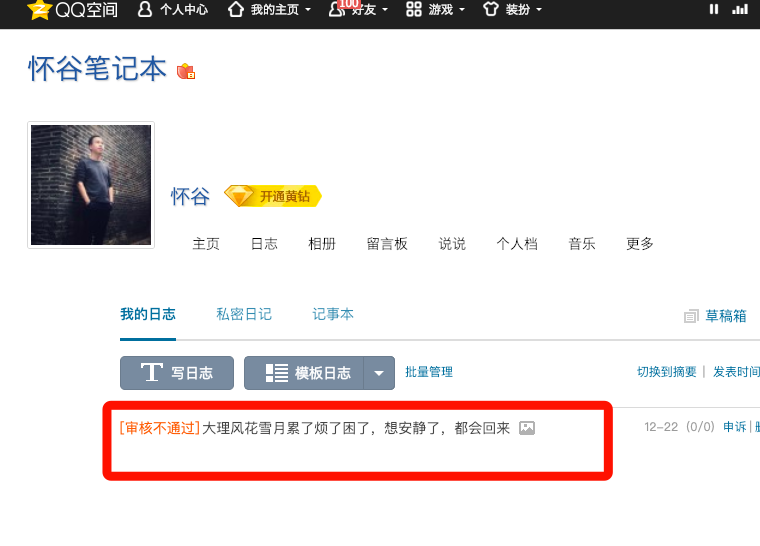 QQ空间 个人中心 我的主页 100 好友 游戏 装扮
怀谷笔记本
怀谷 开通黄钻
主页 日志 相册 留言板 说说 个人档 音乐 更多
我的日志 私密日记 记事本 草稿箱
写日志 模板日志 批量管理 切换到摘要 | 发表时间
[审核不通过]大理风花雪月累了烦了困了，想安静了，都会回来 12-22 (0/0) 申诉 |